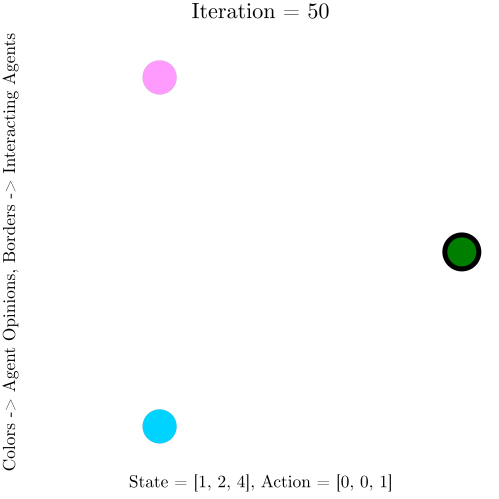 Iteration = 50
Colors -> Agent Opinions, Borders -> Interacting Agents
State = [1, 2, 4], Action = [0, 0, 1]